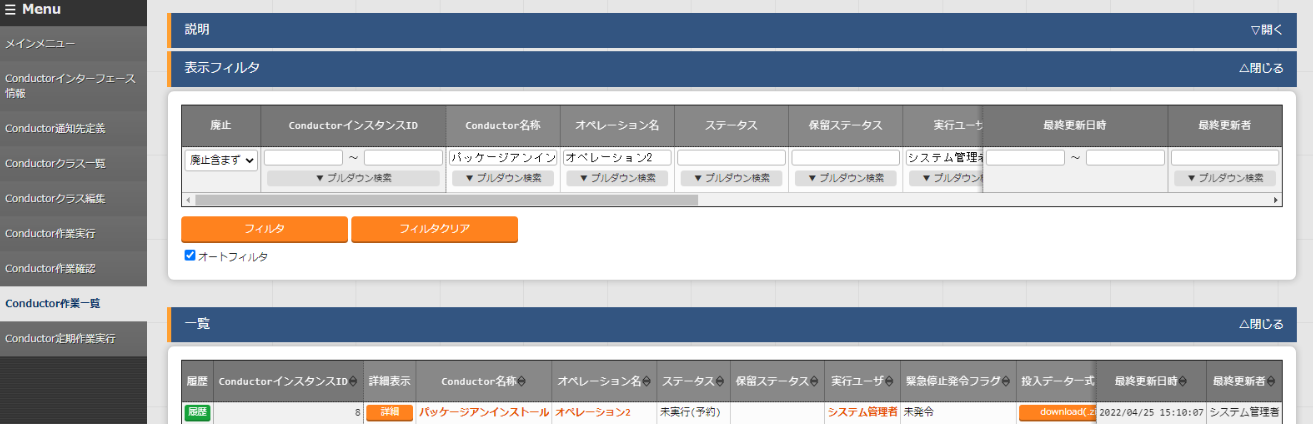 ☰ Menu
メインメニュー
Conductorインターフェース
情報
Conductor通知先定義
Conductorクラス一覧
Conductorクラス編集
Conductor作業実行
Conductor作業確認
Conductor作業一覧
Conductor定期作業実行
説明 ▽開く
表示フィルタ △閉じる
廃止 ConductorインスタンスID Conductor名称 オペレーション名 ステータス 保留ステータス 実行ユーザ 最終更新日時 最終更新者
廃止含まず ～ パッケージアンイン オペレーション2 システム管理者 ～
▼プルダウン検索 ▼プルダウン検索 ▼プルダウン検索 ▼プルダウン検索 ▼プルダウン検索 ▼プルダウン ▼プルダウン検索
フィルタ フィルタクリア
オートフィルタ
一覧 △閉じる
履歴 ConductorインスタンスID 詳細表示 Conductor名称 オペレーション名 ステータス 保留ステータス 実行ユーザ 緊急停止発令フラグ 投入データ一式 最終更新日時 最終更新者
履歴 8 詳細 パッケージアンインストール オペレーション2 未実行(予約) システム管理者 未発令 download(.zi 2022/04/25 15:10:07 システム管理者